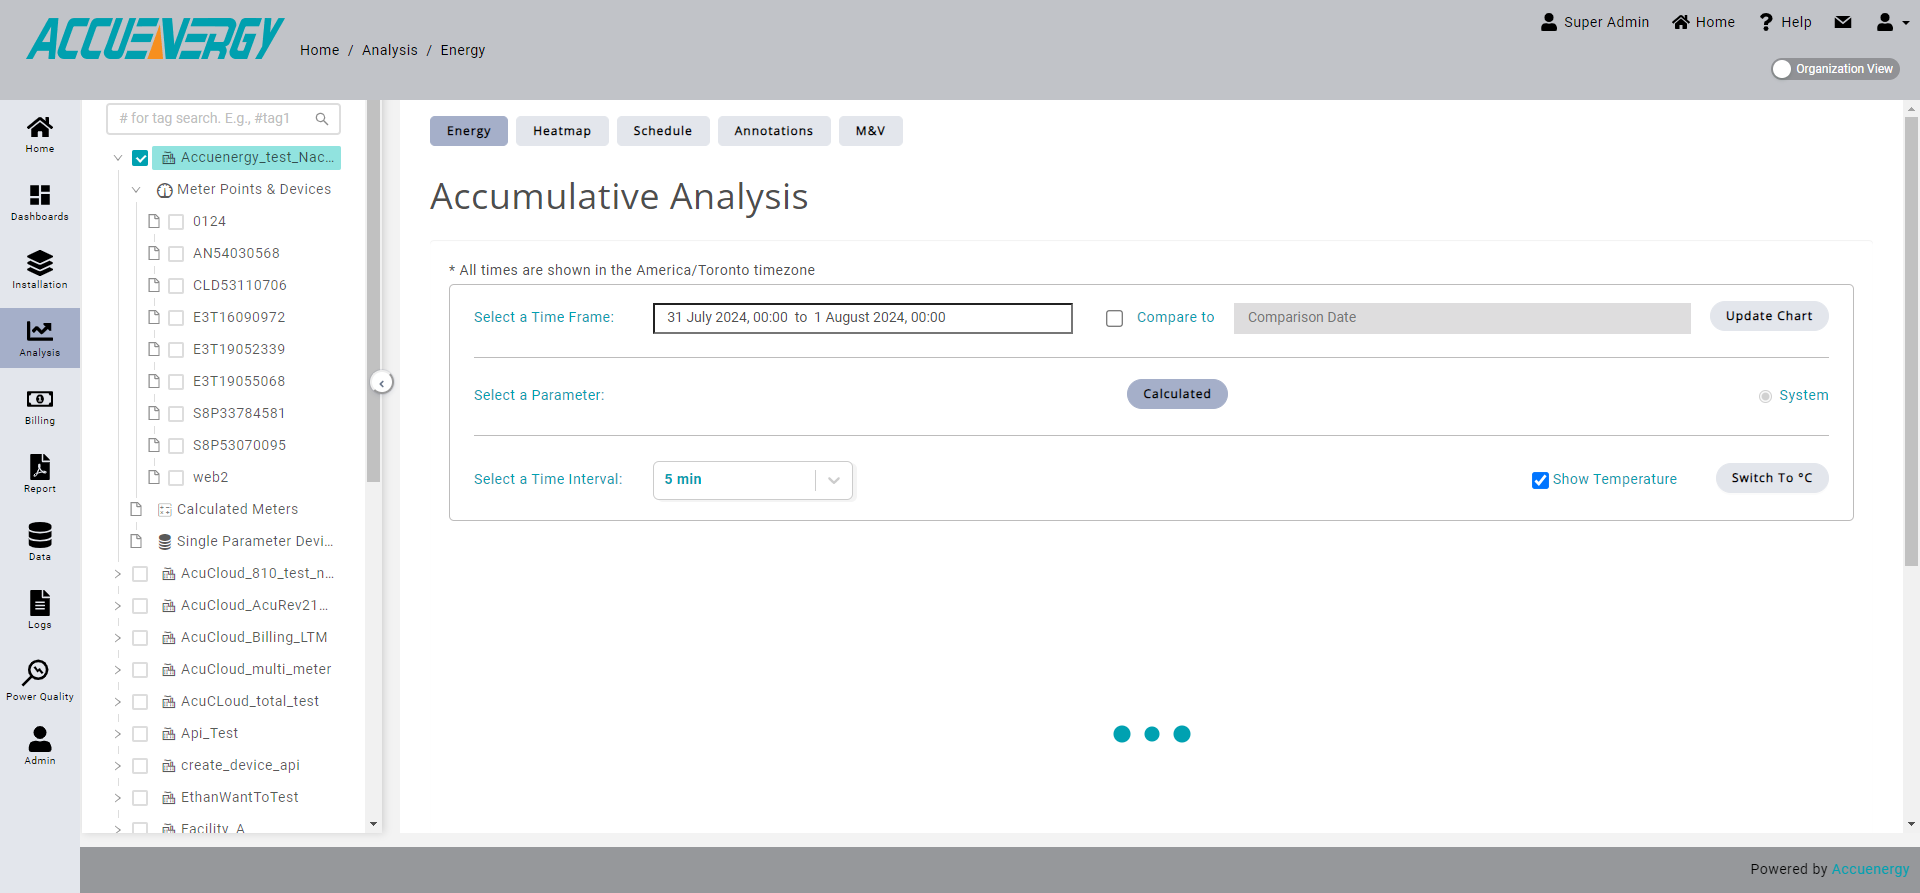 ACCUENERGY
Home / Analysis / Energy
Super Admin
Home
Help
Organization View
Home
Dashboards
Installation
Analysis
Billing
Report
Data
Logs
Power Quality
Admin
# for tag search. E.g., #tag1
Accuenergy_test_Nac...
Meter Points & Devices
0124
AN54030568
CLD53110706
E3T16090972
E3T19052339
E3T19055068
S8P33784581
S8P53070095
web2
Calculated Meters
Single Parameter Devi...
AcuCloud_810_test_n...
AcuCloud_AcuRev21...
AcuCloud_Billing_LTM
AcuCloud_multi_meter
AcuCLoud_total_test
Api_Test
create_device_api
EthanWantToTest
Facility_A
Energy
Heatmap
Schedule
Annotations
M&V
Accumulative Analysis
* All times are shown in the America/Toronto timezone
Select a Time Frame:
31 July 2024, 00:00 to 1 August 2024, 00:00
Compare to
Comparison Date
Update Chart
Select a Parameter:
Calculated
System
Select a Time Interval:
5 min
Show Temperature
Switch To °C
Powered by Accuenergy